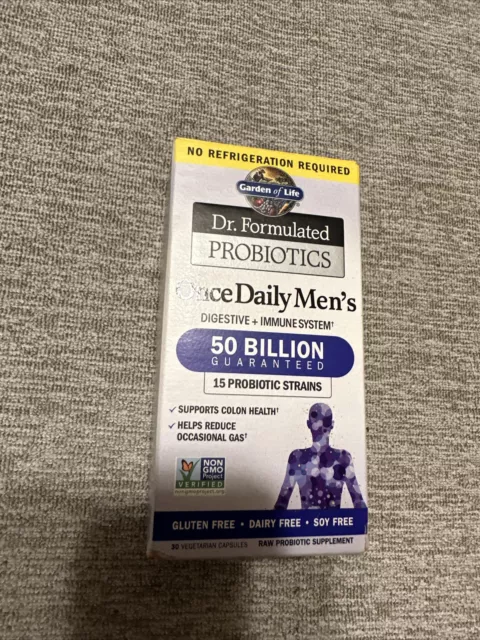 NO REFRIGERATION REQUIRED
Garden of Life
Dr. Formulated
PROBIOTICS
Once Daily Men's
DIGESTIVE + IMMUNE SYSTEM†
50 BILLION
GUARANTEED
15 PROBIOTIC STRAINS
✓ SUPPORTS COLON HEALTH†
✓ HELPS REDUCE
OCCASIONAL GAS†
NON
GMO
Project
VERIFIED
nongmoproject.org
GLUTEN FREE • DAIRY FREE • SOY FREE
VEGETARIAN CAPSULES RAW PROBIOTIC SUPPLEMENT